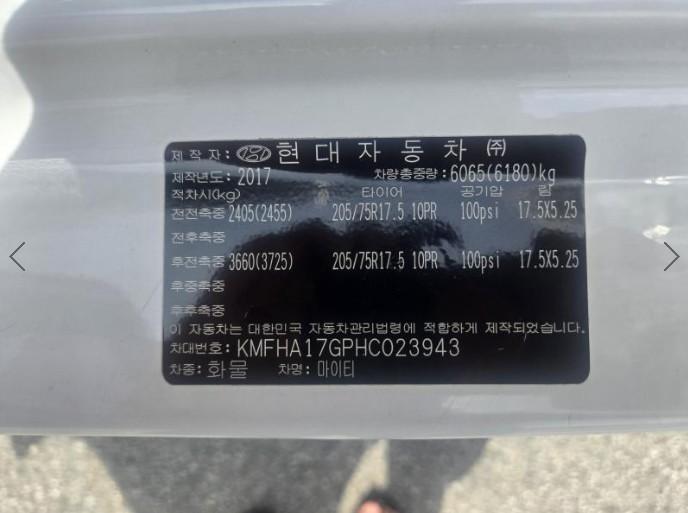 제작자: 현대자동차 ㈜
제작년도: 2017 차량총중량: 6065(6180)kg
적차시(kg) 타이어 공기압 림
전전축중 2405(2455) 205/75R17.5 10PR 100psi 17.5X5.25
전후축중
후전축중 3660(3725) 205/75R17.5 10PR 100psi 17.5X5.25
후중축중
후후축중
이 자동차는 대한민국 자동차관리법령에 적합하게 제작되었습니다.
차대번호: KMFHA17GPHC023943
차종: 화물 차명: 마이티